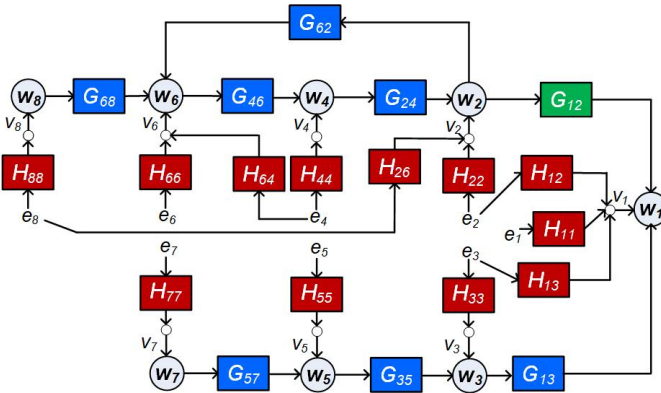 G62
w8 G68 w6 G46 w4 G24 w2 G12
v8 v6 v4 v2
H88 H66 H64 H44 H26 H22 H12 v1 w1
e8 e6 e4 e2 e1 H11
e7 e5 e3
H77 H55 H33 H13
v7 v5 v3
w7 G57 w5 G35 w3 G13